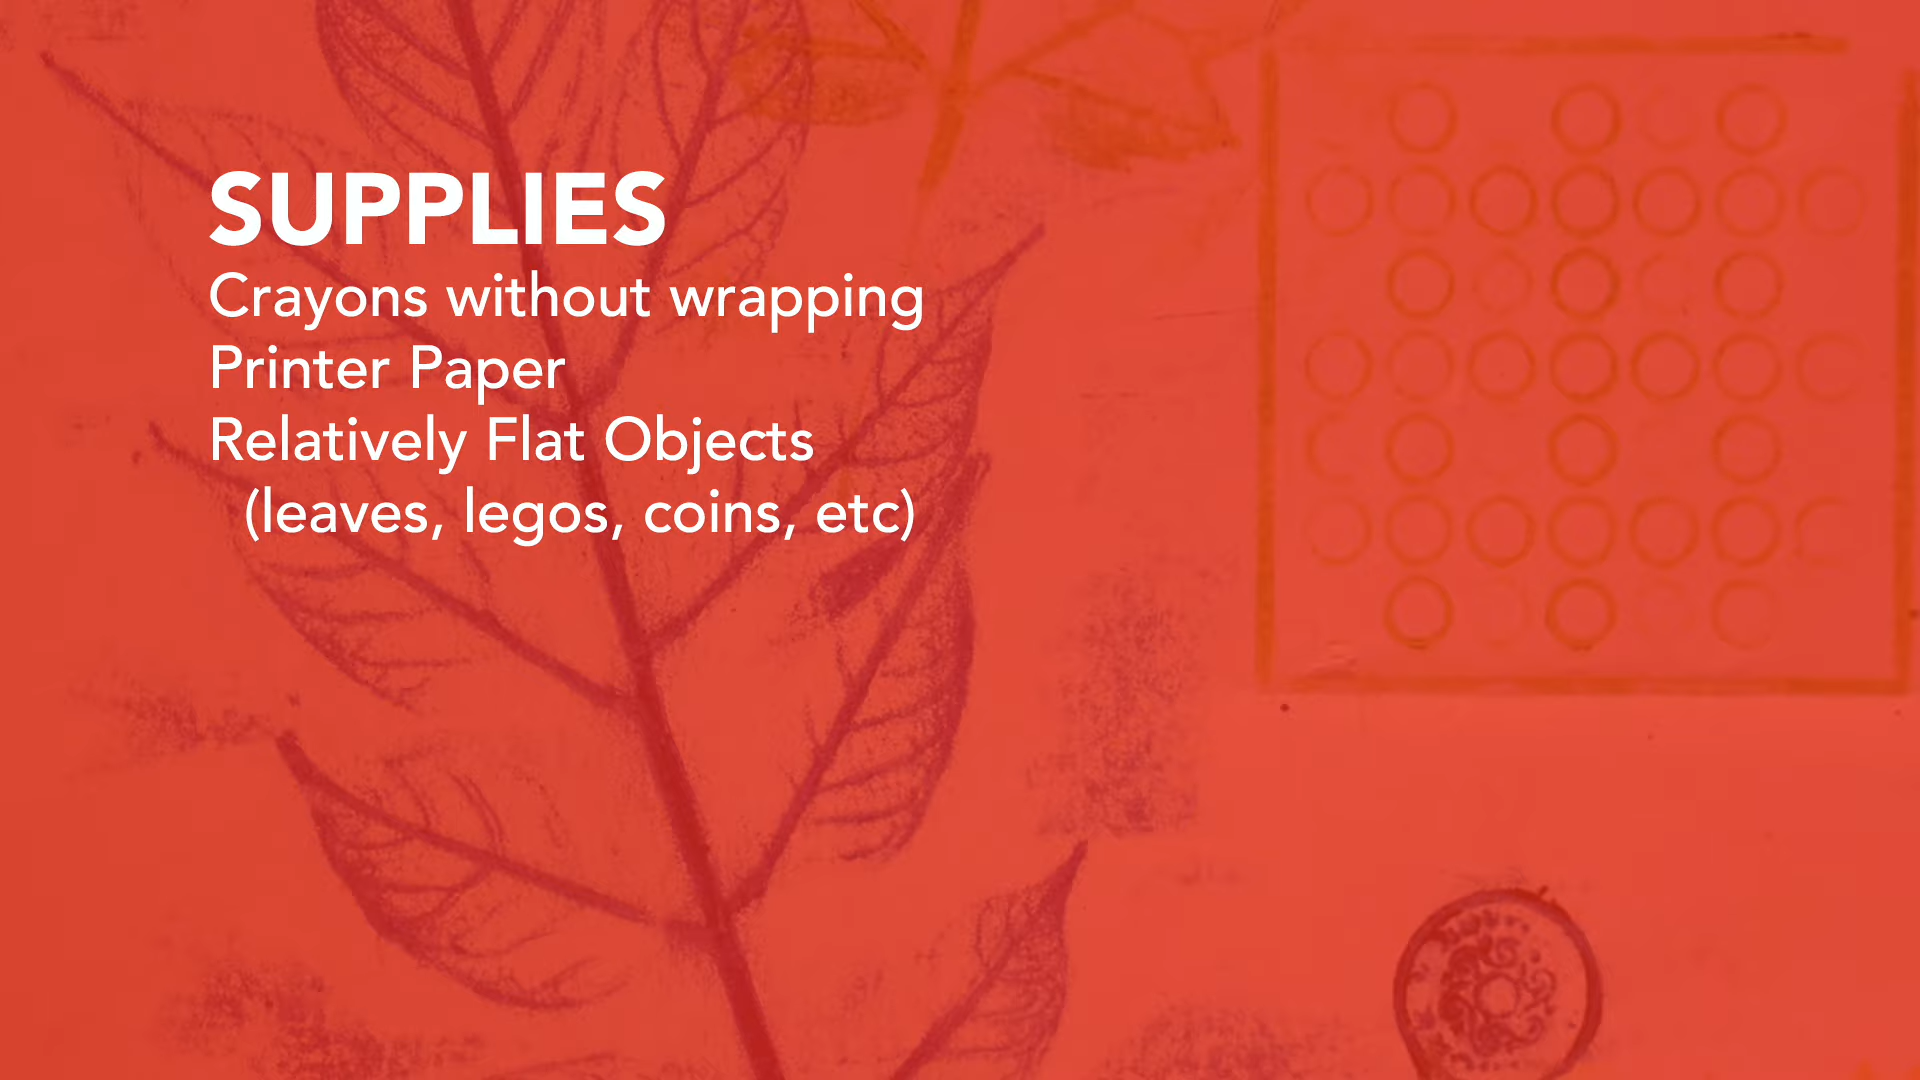 SUPPLIES
Crayons without wrapping
Printer Paper
Relatively Flat Objects
(leaves, legos, coins, etc)